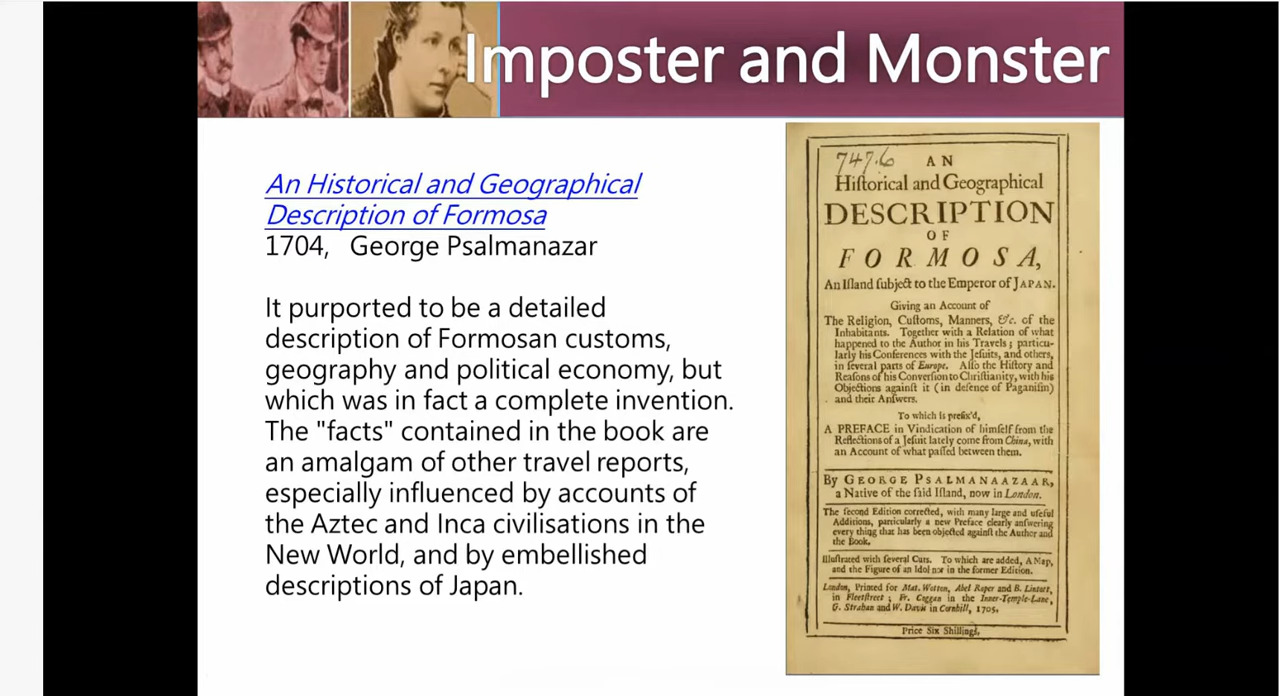 Imposter and Monster
An Historical and Geographical
Description of Formosa
1704, George Psalmanazar
It purported to be a detailed
description of Formosan customs,
geography and political economy, but
which was in fact a complete invention.
The "facts" contained in the book are
an amalgam of other travel reports,
especially influenced by accounts of
the Aztec and Inca civilisations in the
New World, and by embellished
descriptions of Japan.
747.6
AN
Hiſtorical and Geographical
DESCRIPTION
OF
FORMOSA,
An Iſland ſubject to the Emperor of JAPAN.
Giving an Account of
The Religion, Cuſtoms, Manners, &c. of the
Inhabitants. Together with a Relation of what
happened to the Author in his Travels; particu-
larly his Conferences with the Jeſuits, and others,
in ſeveral parts of Europe. Alſo the Hiſtory and
Reaſons of his Converſion to Chriſtianity, with his
Objections againſt it (in defence of Paganiſm)
and their Anſwers.
To which is prefix'd,
A PREFACE in Vindication of himſelf from the
Reflections of a Jeſuit lately come from China, with
an Account of what paſſed between them.
By GEORGE PSALMANAAZAAR,
a Native of the ſaid Iſland, now in London.
The ſecond Edition corrected, with many large and uſeful
Additions, particularly a new Preface clearly anſwering
every thing that has been objected againſt the Author and
the Book.
Illuſtrated with ſeveral Cuts. To which are added, A Map,
and the Figure of an Idol not in the former Edition.
London, Printed for Mat. Wotton, Abel Roper and B. Lintott,
in Fleetſtreet; Fr. Coggan in the Inner-Temple-Lane,
G. Strahan and W. Davis in Cornhill, 1705.
Price Six Shillings.